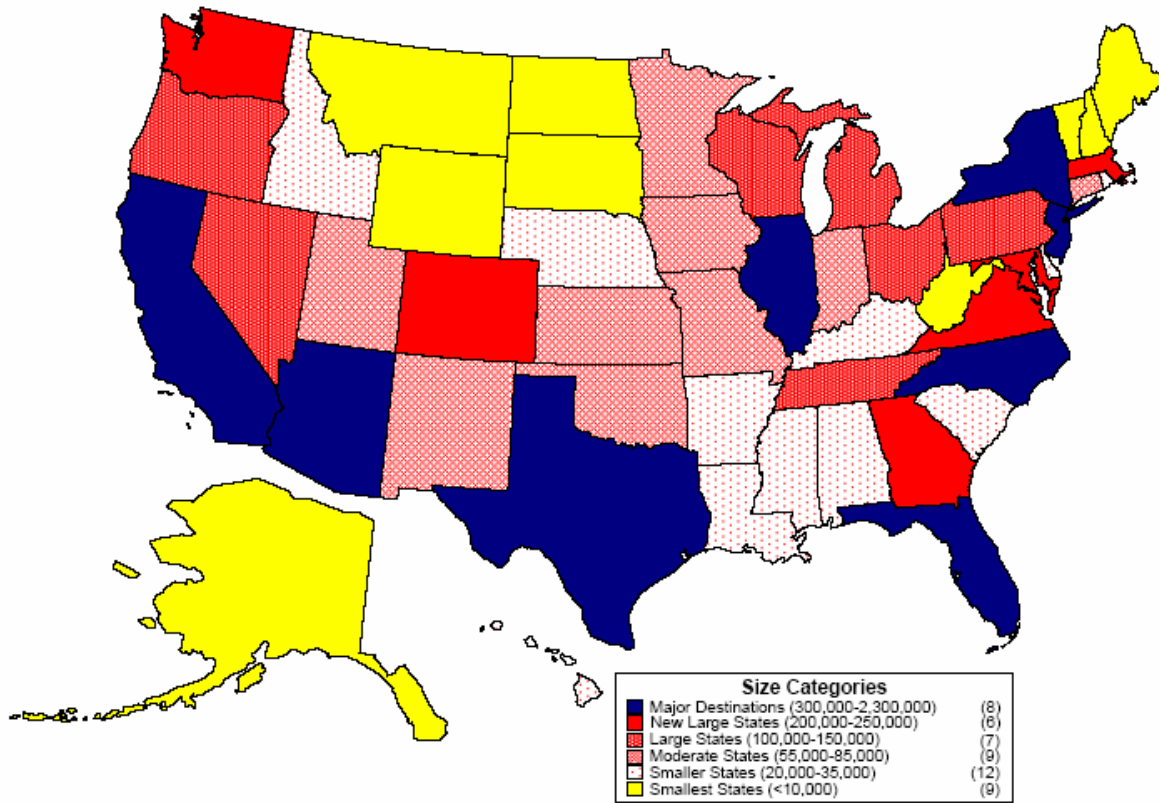 Size Categories
Major Destinations (300,000-2,300,000) (8)
New Large States (200,000-250,000) (6)
Large States (100,000-150,000) (7)
Moderate States (55,000-85,000) (9)
Smaller States (20,000-35,000) (12)
Smallest States (<10,000) (9)